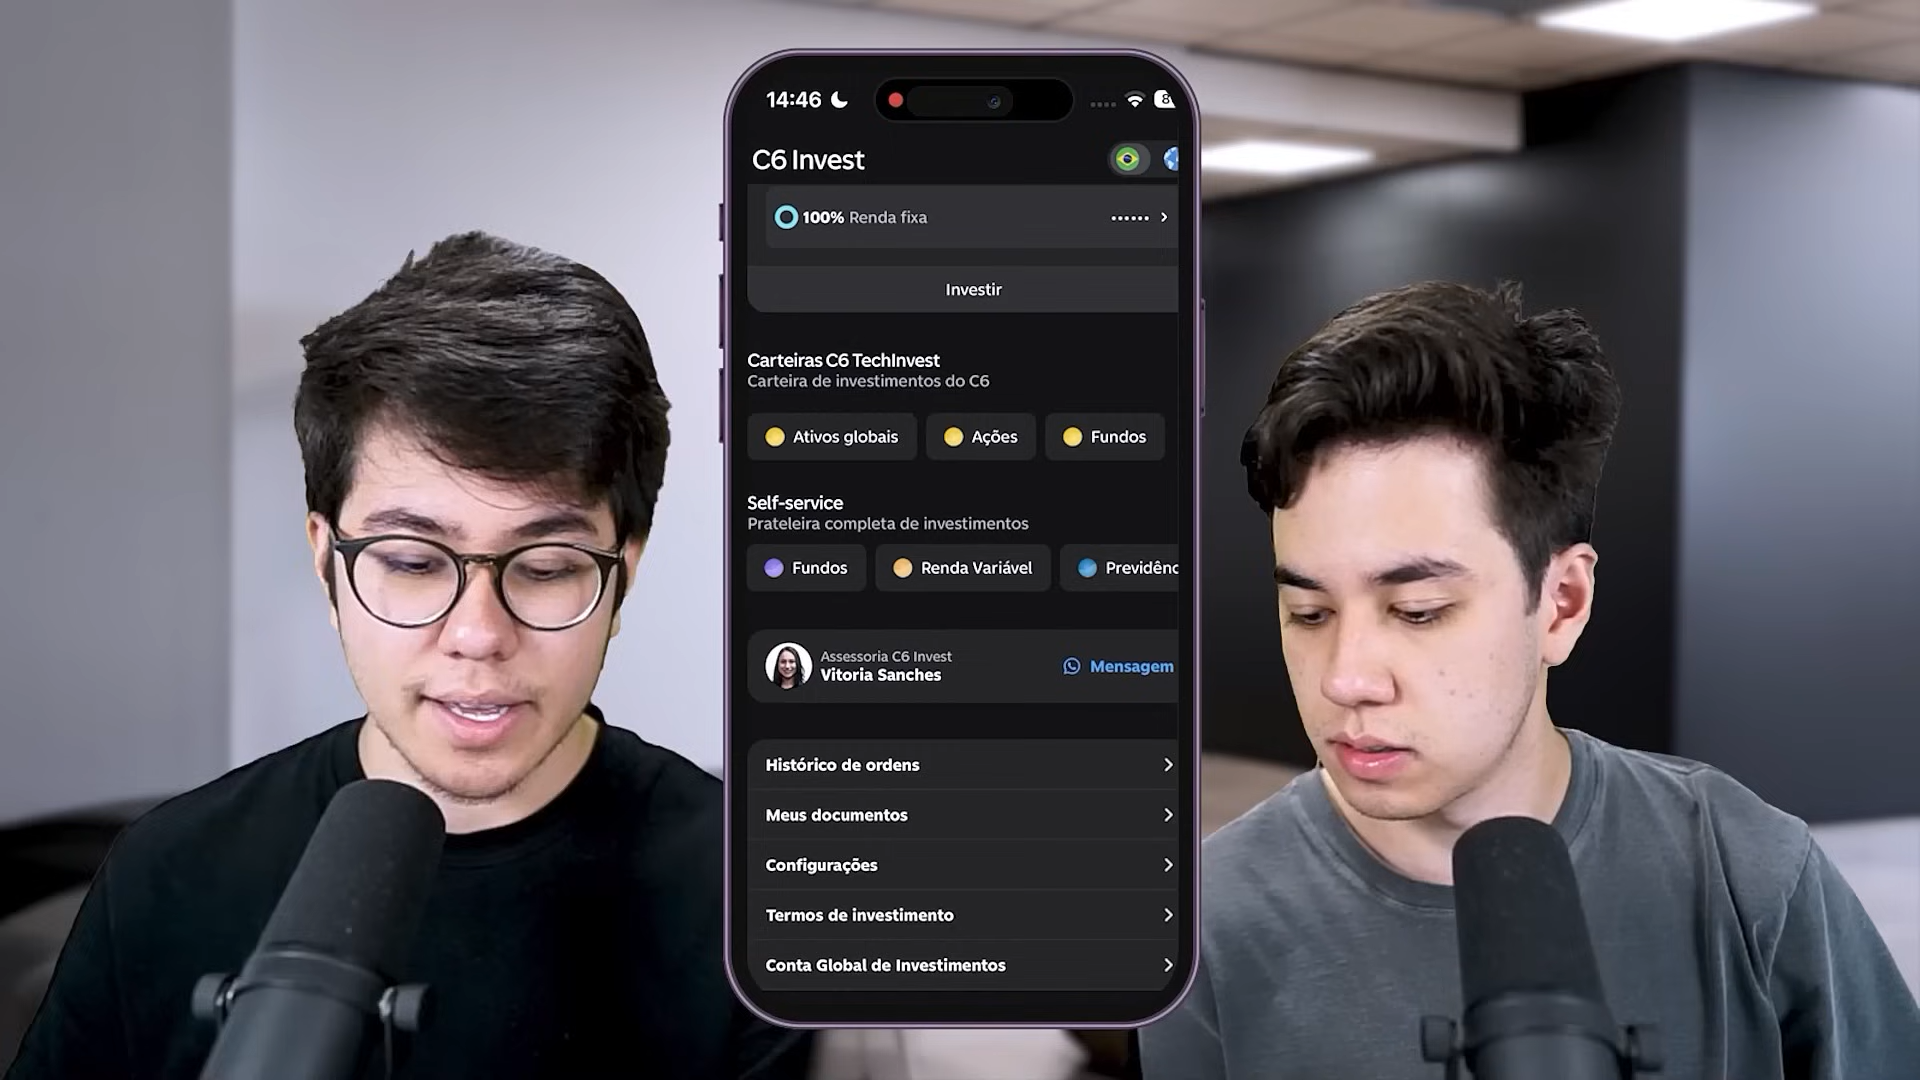 14:46
C6 Invest
100% Renda fixa
Investir
Carteiras C6 TechInvest
Carteira de investimentos do C6
Ativos globais Ações Fundos
Self-service
Prateleira completa de investimentos
Fundos Renda Variável Previdênc
Assessoria C6 Invest
Vitoria Sanches Mensagem
Histórico de ordens
Meus documentos
Configurações
Termos de investimento
Conta Global de Investimentos